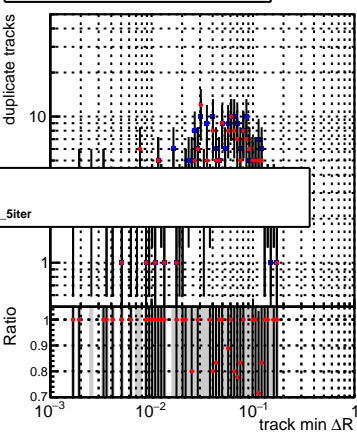 duplicate tracks
10
_5iter
1
Ratio
1
0.9
0.8
0.7
10⁻³ 10⁻² 10⁻¹ 1
track min ΔR